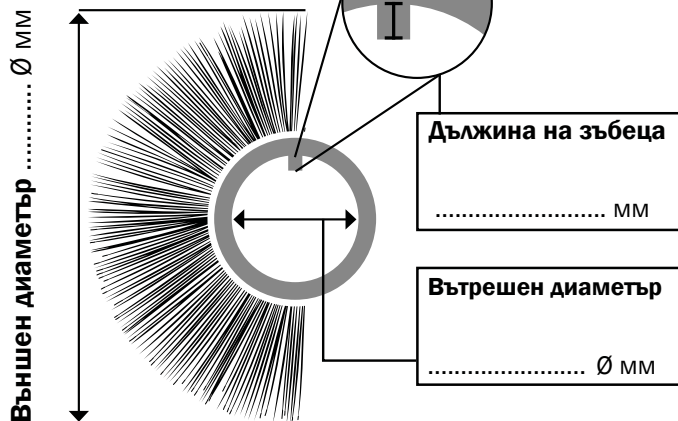 Външен диаметър ............ Ø мм
Дължина на зъбеца
.......................... мм
Вътрешен диаметър
........................ Ø мм